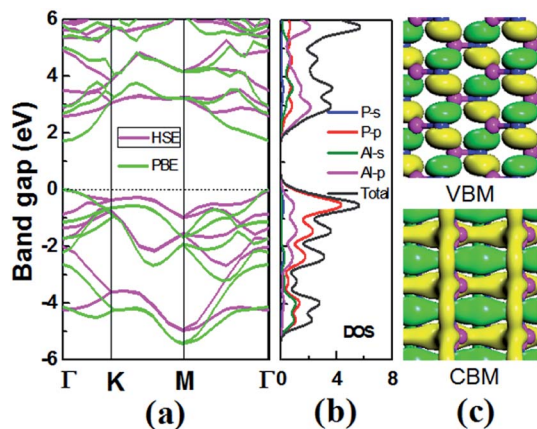 Band gap (eV)
6
4
2
0
-2
-4
-6
HSE
PBE
Γ K M Γ
(a)
P-s
P-p
Al-s
Al-p
Total
DOS
0 4 8
(b)
VBM
CBM
(c)